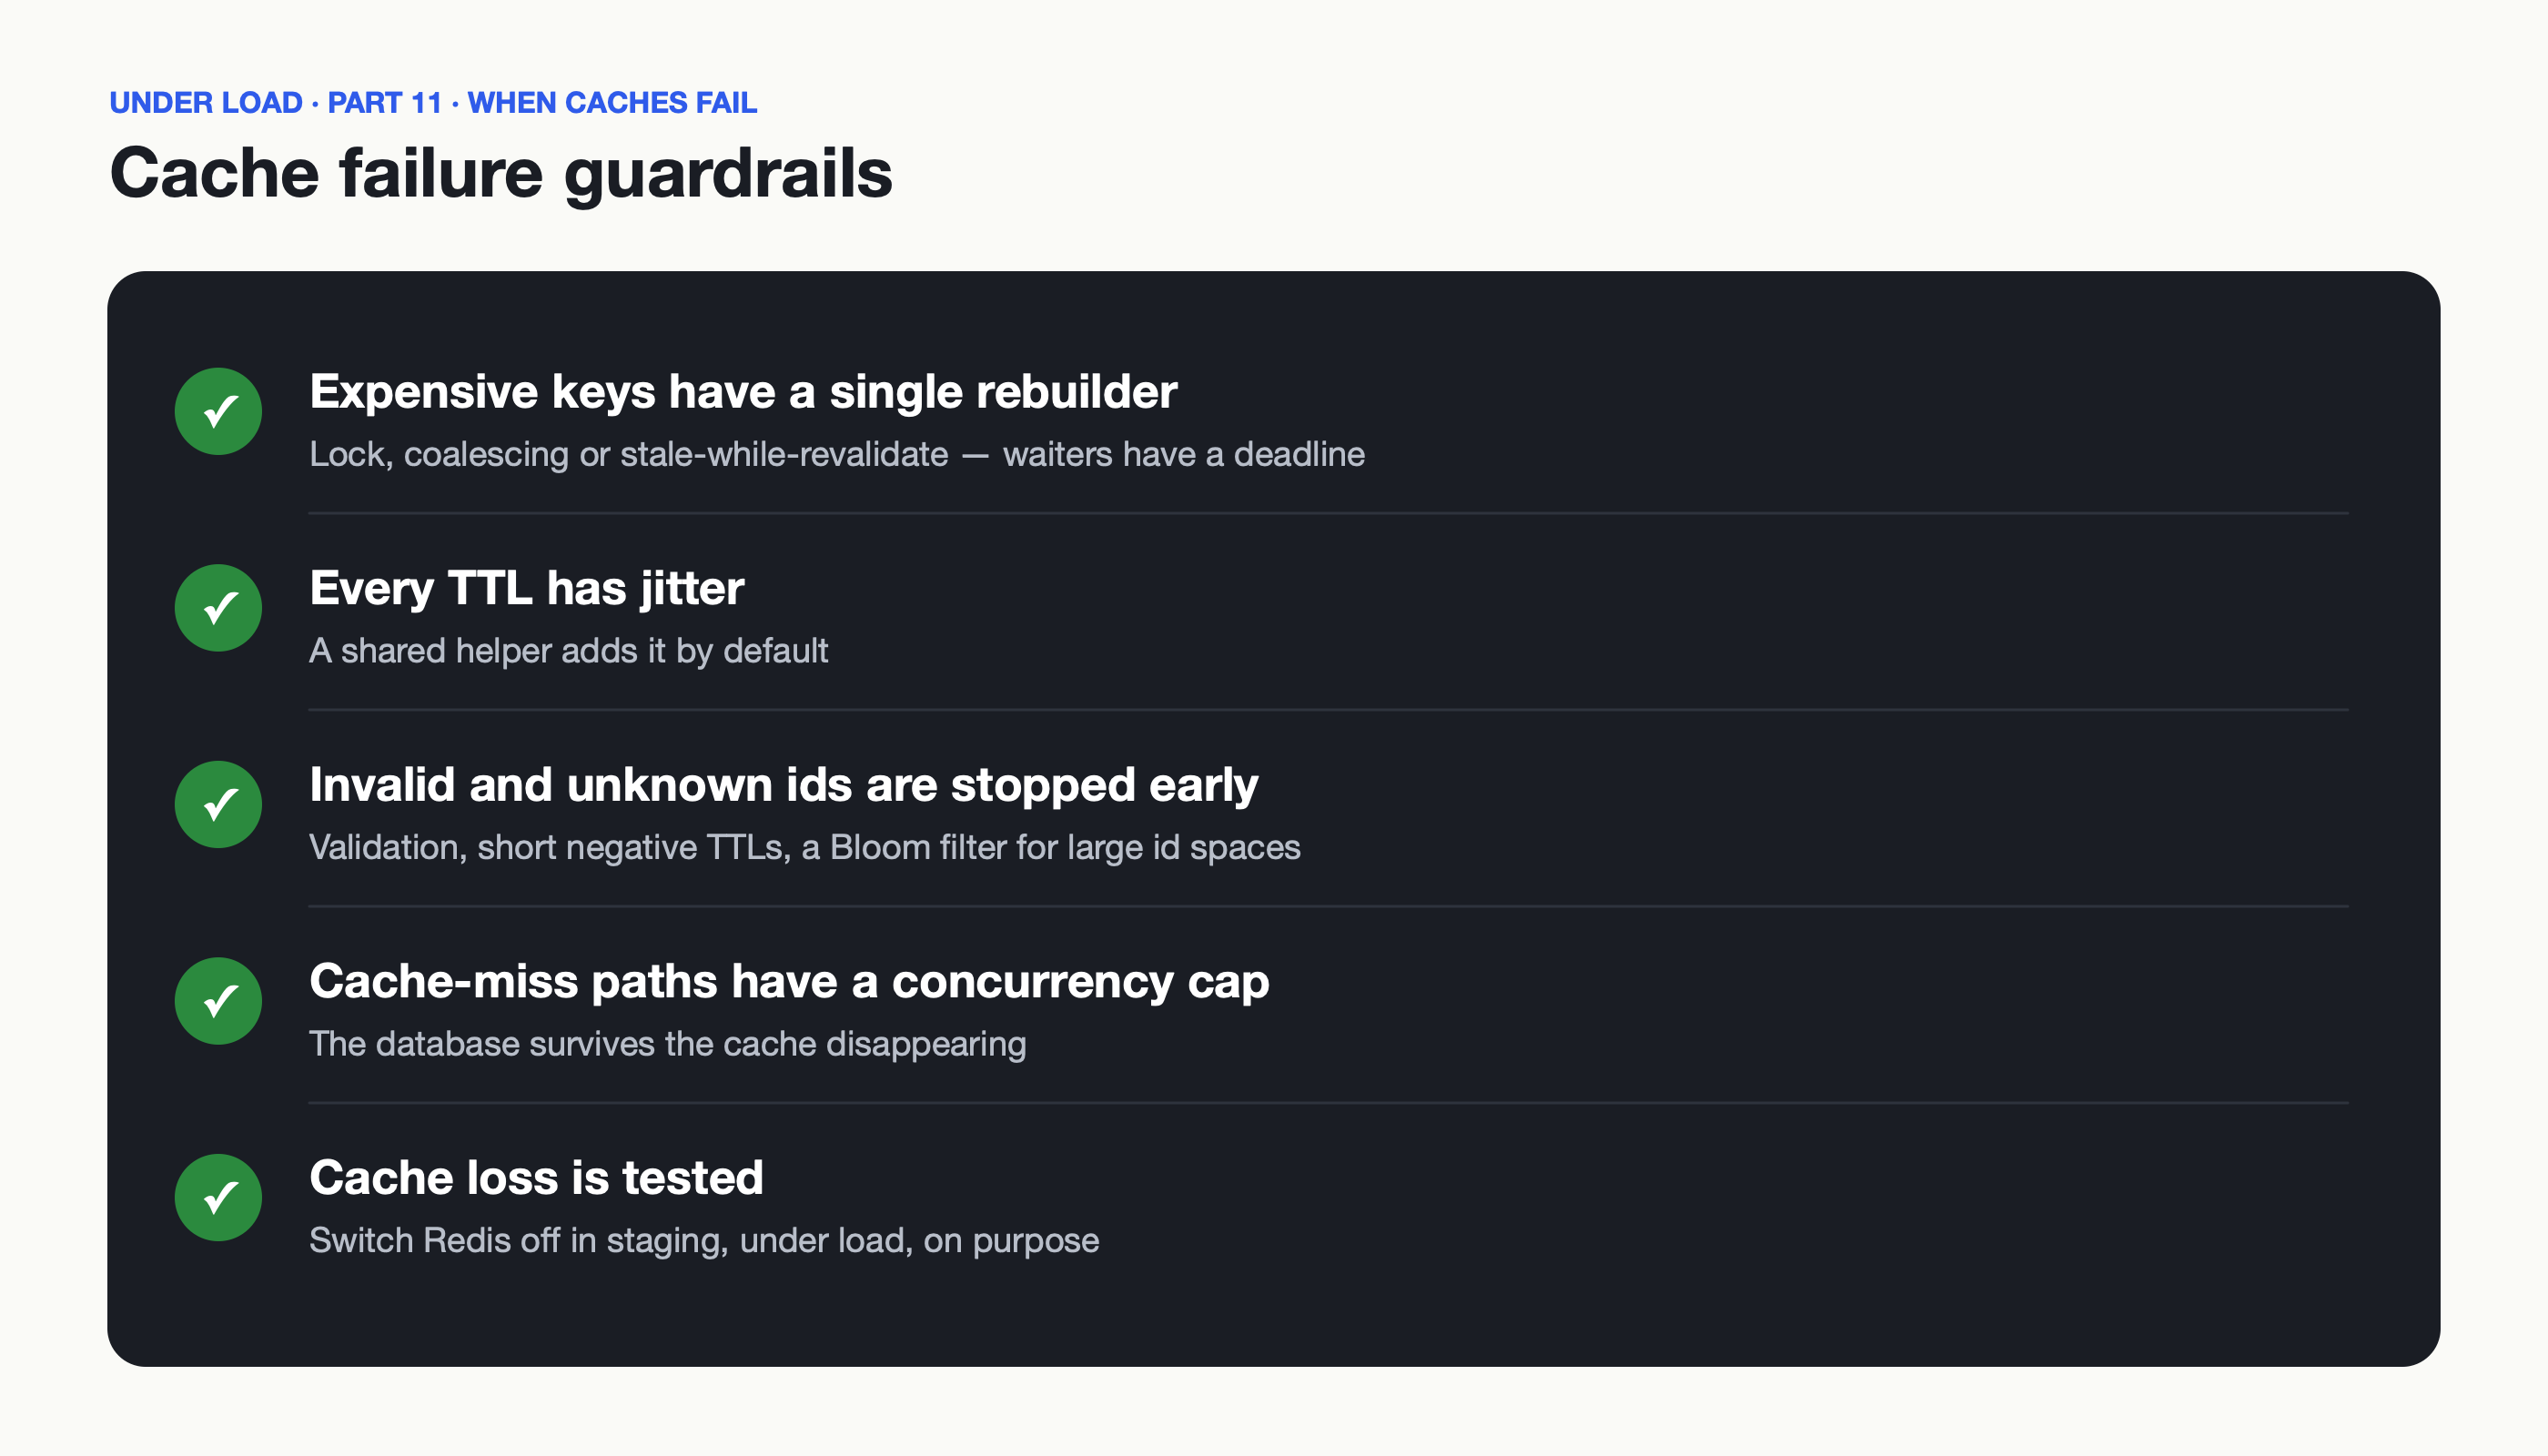 UNDER LOAD · PART 11 · WHEN CACHES FAIL
Cache failure guardrails
✓
Expensive keys have a single rebuilder
Lock, coalescing or stale-while-revalidate — waiters have a deadline
✓
Every TTL has jitter
A shared helper adds it by default
✓
Invalid and unknown ids are stopped early
Validation, short negative TTLs, a Bloom filter for large id spaces
✓
Cache-miss paths have a concurrency cap
The database survives the cache disappearing
✓
Cache loss is tested
Switch Redis off in staging, under load, on purpose